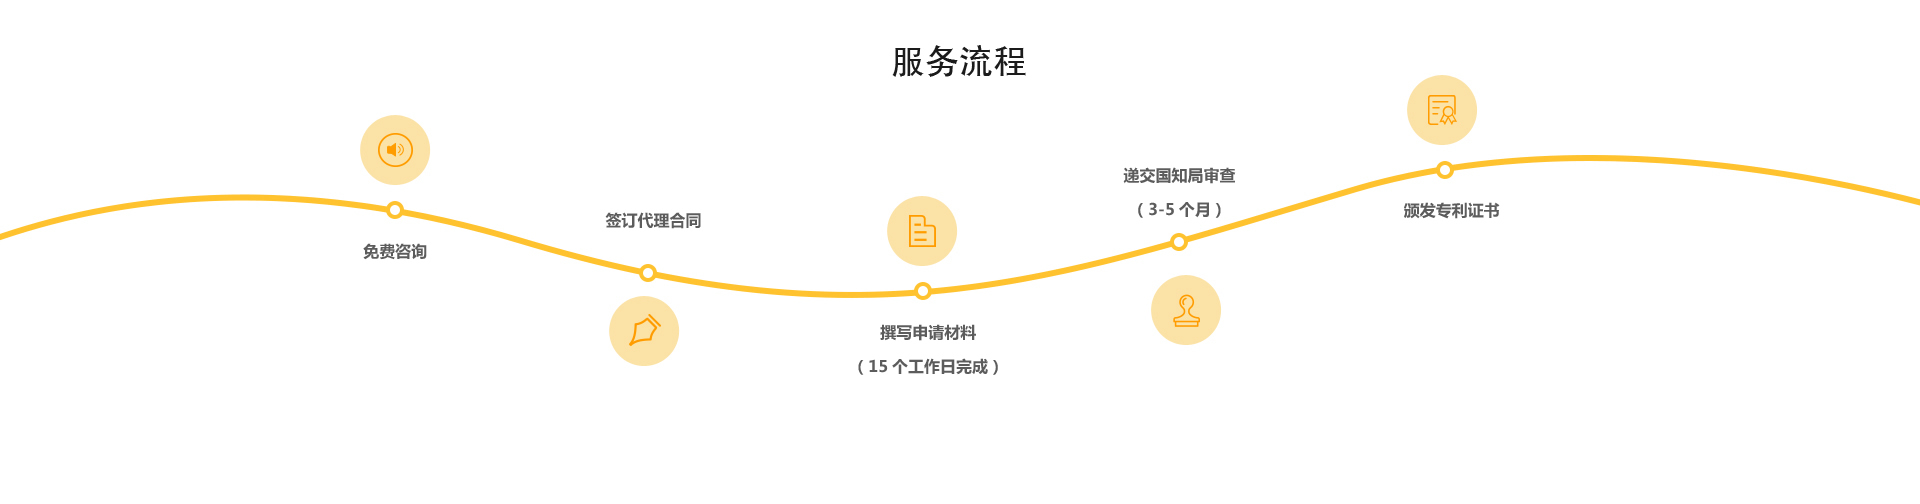 服务流程
免费咨询
签订代理合同
撰写申请材料
（15个工作日完成）
递交国知局审查
（3-5个月）
颁发专利证书